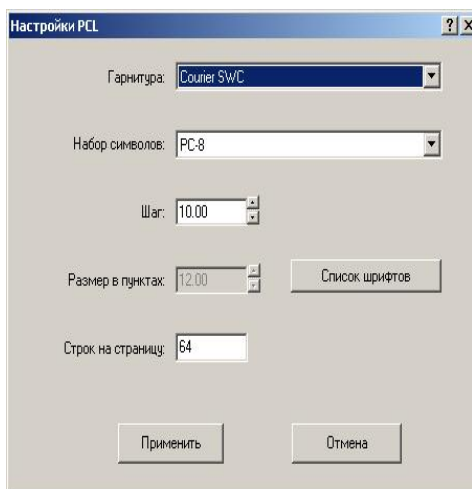 Настройки PCL
Гарнитура: Courier SWC
Набор символов: PC-8
Шаг: 10.00
Размер в пунктах: 12.00 Список шрифтов
Строк на страницу: 64
Применить Отмена